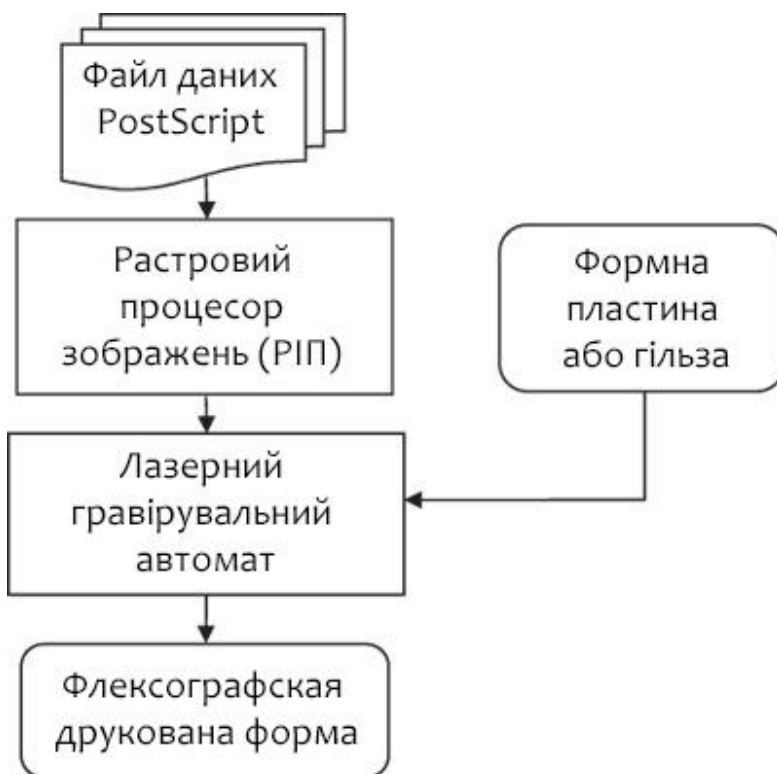 Файл даних
PostScript
Растровий
процесор
зображень (РІП)
Формна
пластина
або гільза
Лазерний
гравірувальний
автомат
Флексографская
друкована форма